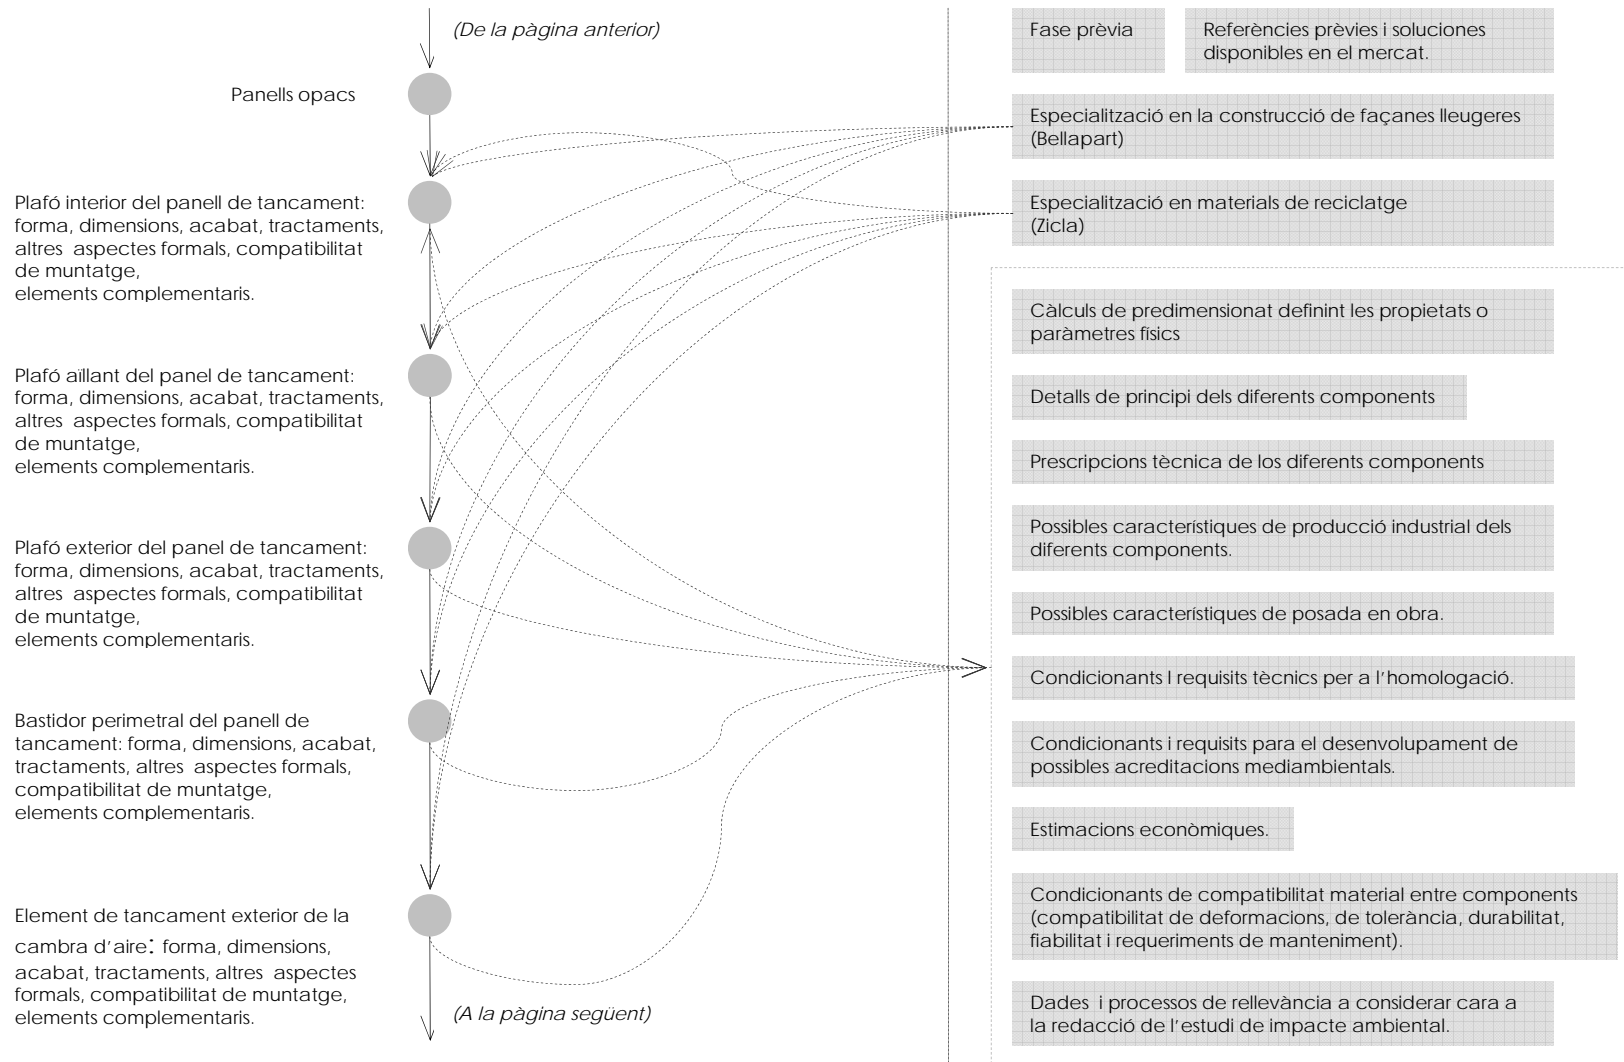 (De la pàgina anterior)
Panells opacs
Plafó interior del panell de tancament:
forma, dimensions, acabat, tractaments,
altres aspectes formals, compatibilitat
de muntatge,
elements complementaris.
Plafó aïllant del panel de tancament:
forma, dimensions, acabat, tractaments,
altres aspectes formals, compatibilitat
de muntatge,
elements complementaris.
Plafó exterior del panel de tancament:
forma, dimensions, acabat, tractaments,
altres aspectes formals, compatibilitat
de muntatge,
elements complementaris.
Bastidor perimetral del panell de
tancament: forma, dimensions, acabat,
tractaments, altres aspectes formals,
compatibilitat de muntatge,
elements complementaris.
Element de tancament exterior de la
cambra d'aire: forma, dimensions,
acabat, tractaments, altres aspectes
formals, compatibilitat de muntatge,
elements complementaris.
(A la pàgina següent)
Fase prèvia
Referències prèvies i soluciones
disponibles en el mercat.
Especialització en la construcció de façanes lleugeres
(Bellapart)
Especialització en materials de reciclatge
(Zicla)
Càlculs de predimensionat definint les propietats o
paràmetres físics
Detalls de principi dels diferents components
Prescripcions tècnica de los diferents components
Possibles característiques de producció industrial dels
diferents components.
Possibles característiques de posada en obra.
Condicionants I requisits tècnics per a l'homologació.
Condicionants i requisits para el desenvolupament de
possibles acreditacions mediambientals.
Estimacions econòmiques.
Condicionants de compatibilitat material entre components
(compatibilitat de deformacions, de tolerància, durabilitat,
fiabilitat i requeriments de manteniment).
Dades i processos de rellevància a considerar cara a
la redacció de l'estudi de impacte ambiental.